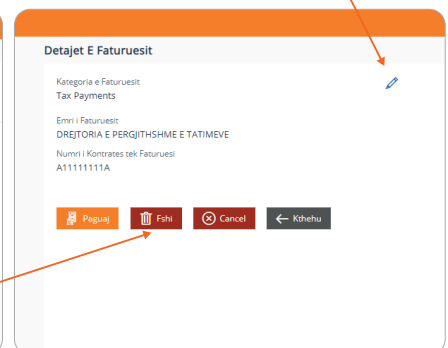 Detajet E Faturuesit
Kategoria e Faturuesit
Tax Payments
Emri i Faturuesit
DREJTORIA E PERGJITHSHME E TATIMEVE
Numri i Kontrates tek Faturuesi
A11111111A
Paguaj Fshi Cancel Kthehu